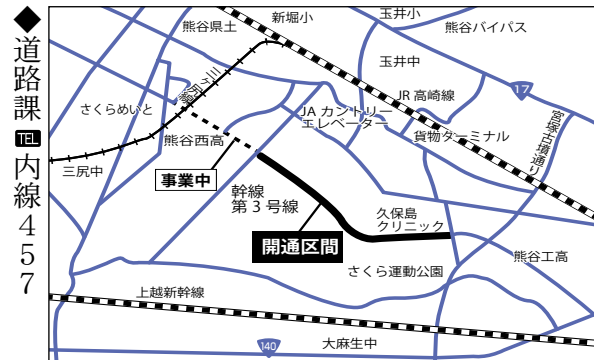 ◆道路課 TEL 内線457
新堀小
玉井小
熊谷県土
熊谷バイパス
三ヶ尻線
玉井中
17
JR高崎線
さくらめいと
JAカントリー
エレベーター
貨物ターミナル
宮塚古墳通り
熊谷西高
三尻中
事業中
幹線
第3号線
久保島
クリニック
開通区間
熊谷工高
さくら運動公園
上越新幹線
140
大麻生中